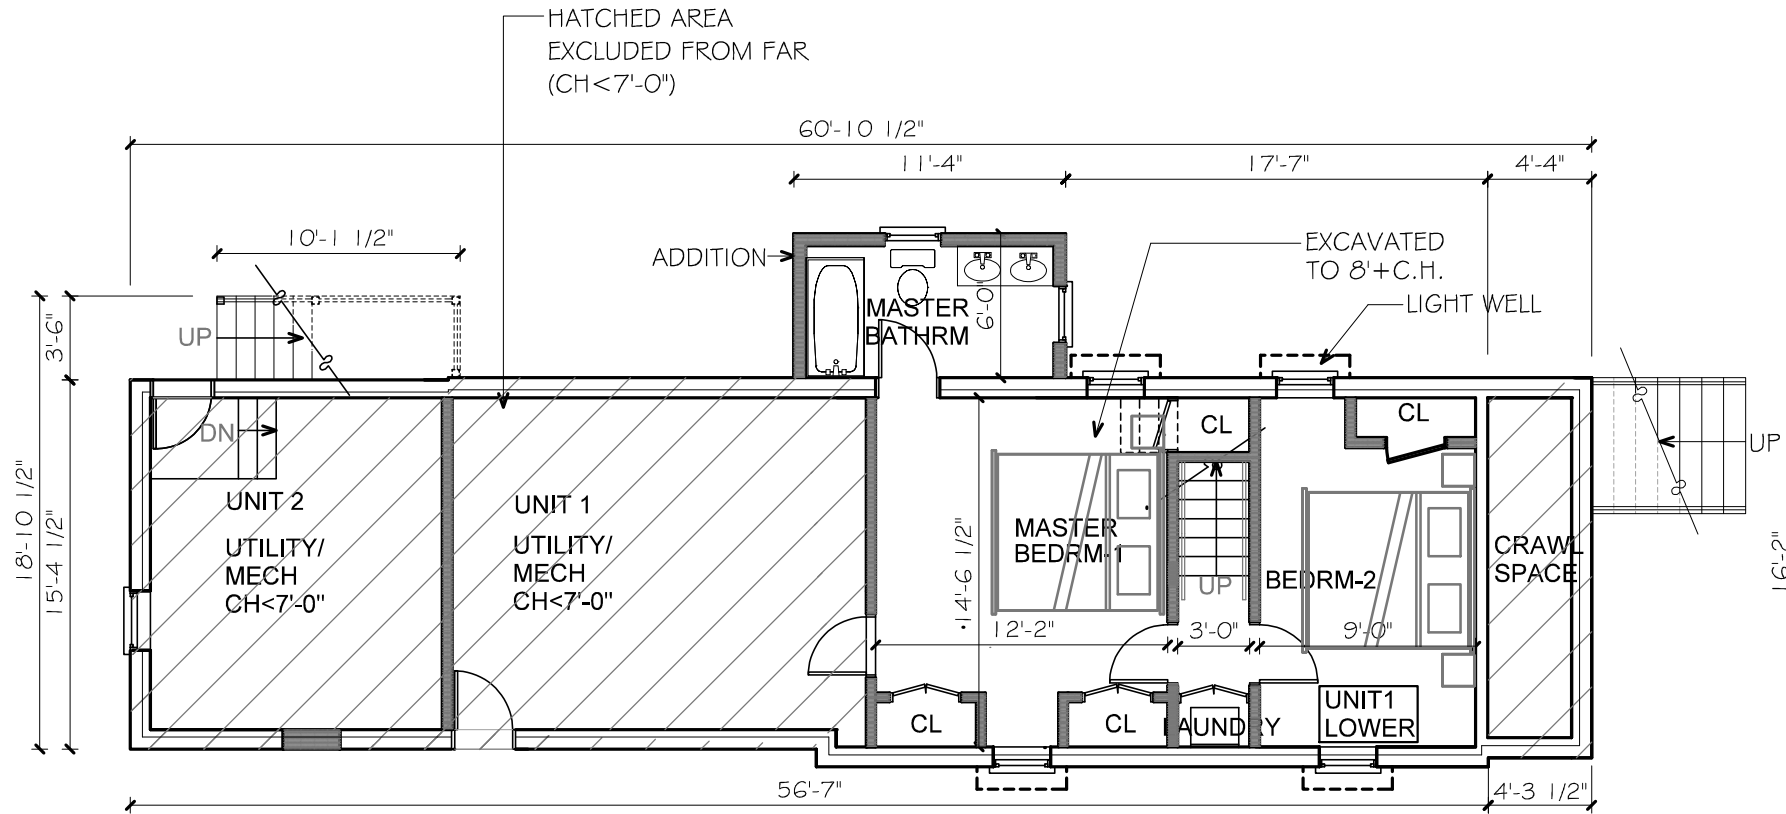 HATCHED AREA
EXCLUDED FROM FAR
(CH<7'-0")
60'-10 1/2"
11'-4"
17'-7"
4'-4"
10'-1 1/2"
ADDITION
EXCAVATED
TO 8'+C.H.
LIGHT WELL
MASTER
BATHRM
6'-0"
UP
3'-6"
18'-10 1/2"
15'-4 1/2"
DN
CL
CL
UP
UNIT 2
UTILITY/
MECH
CH<7'-0"
UNIT 1
UTILITY/
MECH
CH<7'-0"
14'-6 1/2"
MASTER
BEDRM-1
UP
BEDRM-2
CRAWL
SPACE
16'-2"
12'-2"
3'-0"
9'-0"
CL
CL
LAUNDRY
UNIT1
LOWER
56'-7"
4'-3 1/2"